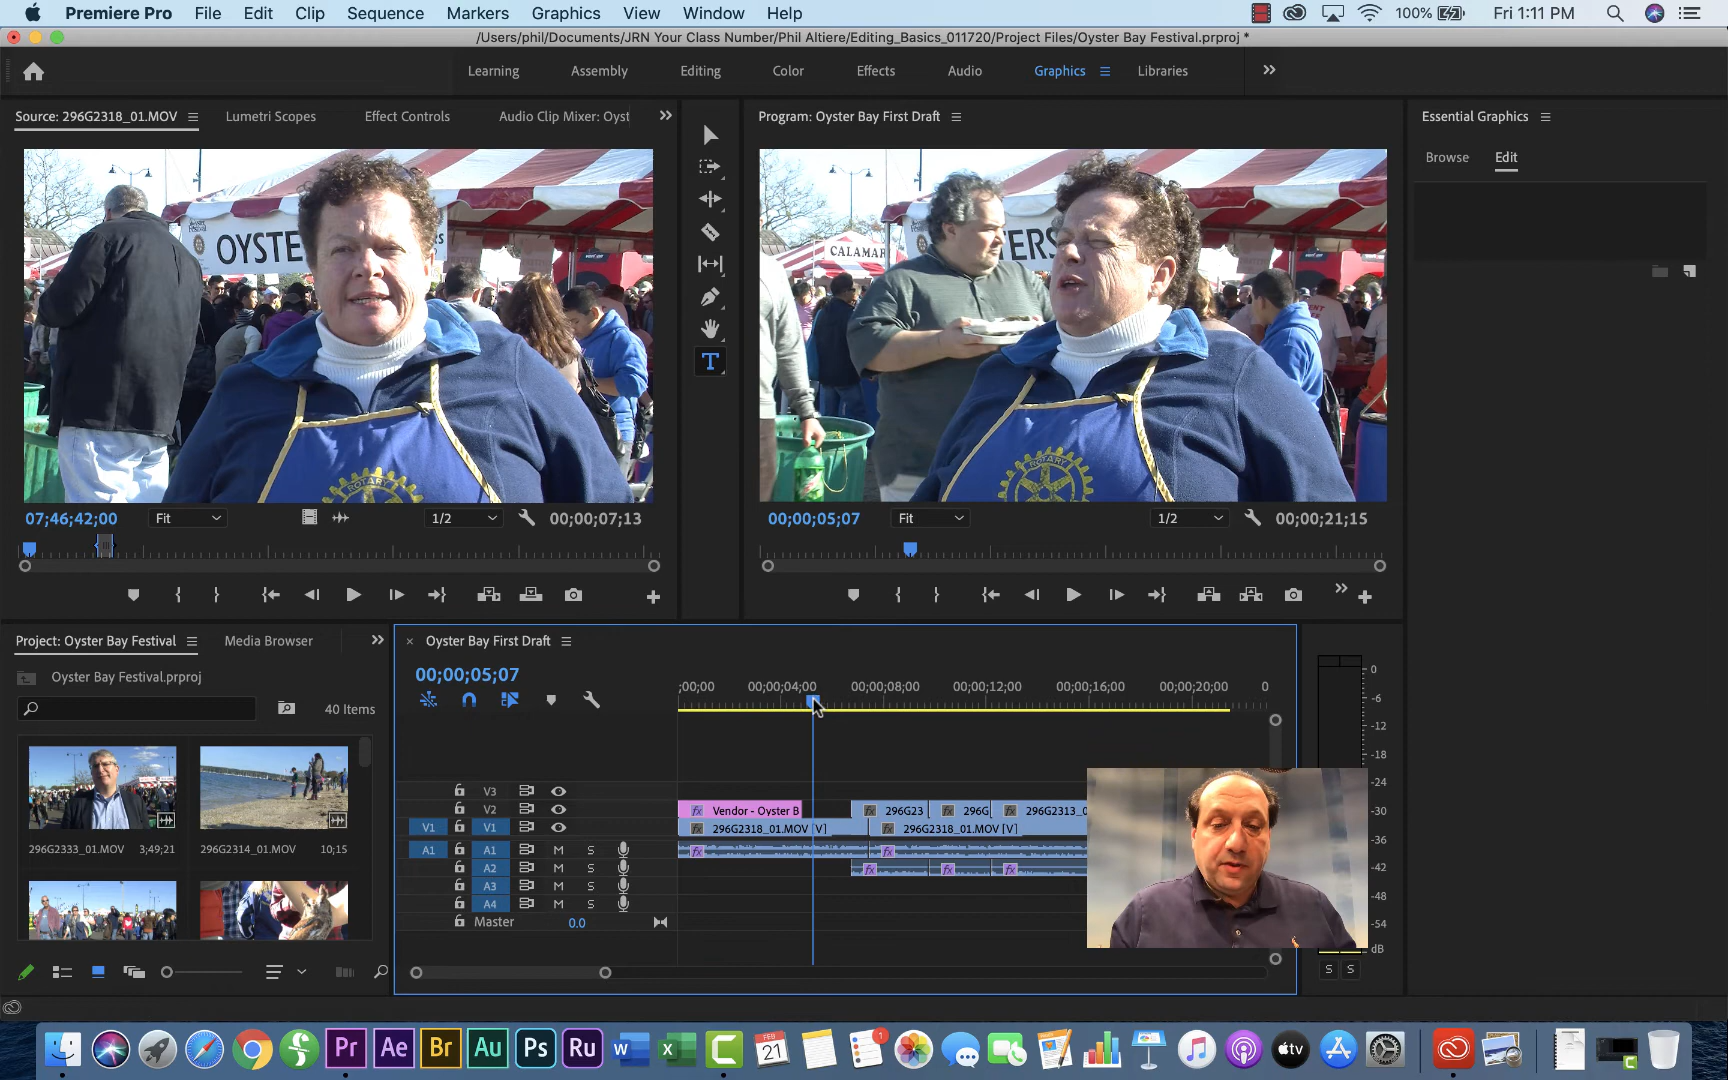 Premiere Pro File Edit Clip Sequence Markers Graphics View Window Help 100% Fri 1:11 PM
/Users/phil/Documents/JRN Your Class Number/Phil Altiere/Editing_Basics_011720/Project Files/Oyster Bay Festival.prproj *
Learning Assembly Editing Color Effects Audio Graphics Libraries
Source: 296G2318_01.MOV Lumetri Scopes Effect Controls Audio Clip Mixer: Oyst
Program: Oyster Bay First Draft
Essential Graphics
Browse Edit
OYSTE
CALAMAR
ERS
ROTARY
07;46;42;00 Fit 1/2 00;00;07;13
00;00;05;07 Fit 1/2 00;00;21;15
Project: Oyster Bay Festival Media Browser
Oyster Bay Festival.prproj
40 Items
296G2333_01.MOV 3;49;21
296G2314_01.MOV 10;15
× Oyster Bay First Draft
00;00;05;07
;00;00 00;00;04;00 00;00;08;00 00;00;12;00 00;00;16;00 00;00;20;00 0
V3
V2 Vendor - Oyster B 296G23 296G 296G2313_0
V1 V1 296G2318_01.MOV [V] 296G2318_01.MOV [V]
A1 A1 M S
A2 M S
A3 M S
A4 M S
Master 0.0
0
-6
-12
-18
-24
-30
-36
-42
-48
-54
dB
S S
Pr Ae Br Au Ps Ru W X C FEB 21 1 tv